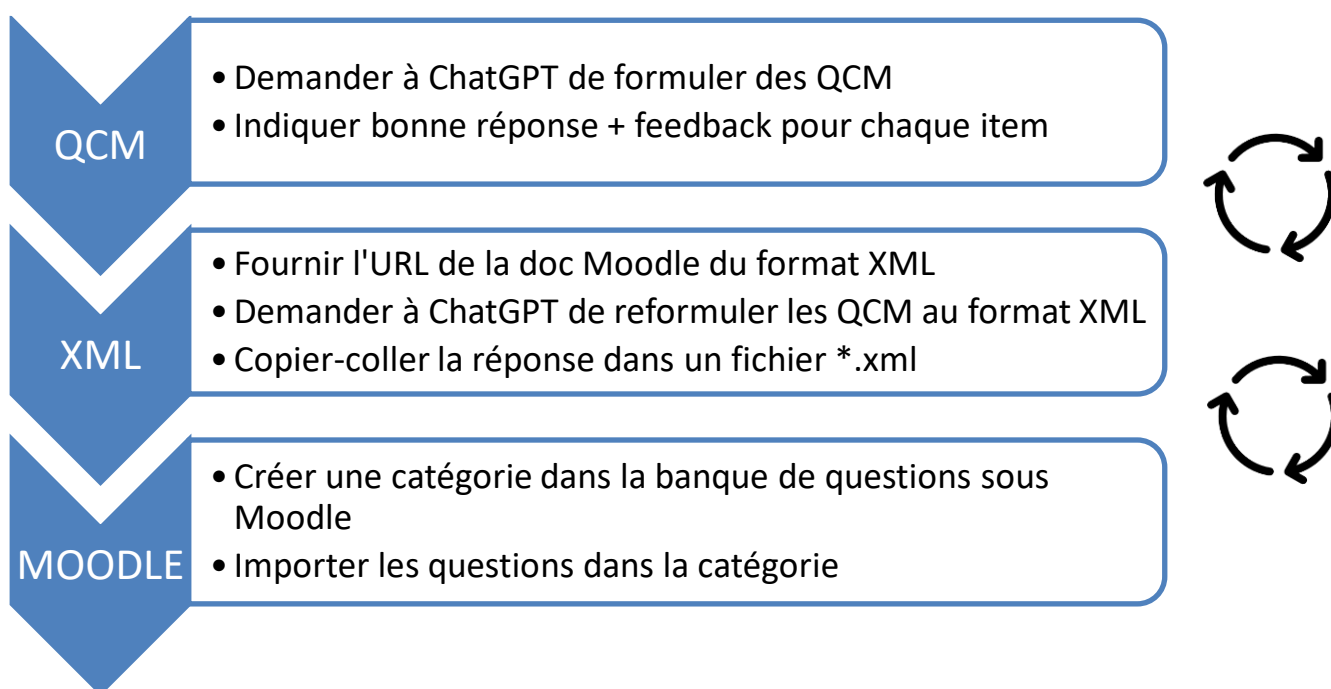 QCM
• Demander à ChatGPT de formuler des QCM
• Indiquer bonne réponse + feedback pour chaque item
XML
• Fournir l'URL de la doc Moodle du format XML
• Demander à ChatGPT de reformuler les QCM au format XML
• Copier-coller la réponse dans un fichier *.xml
MOODLE
• Créer une catégorie dans la banque de questions sous
Moodle
• Importer les questions dans la catégorie